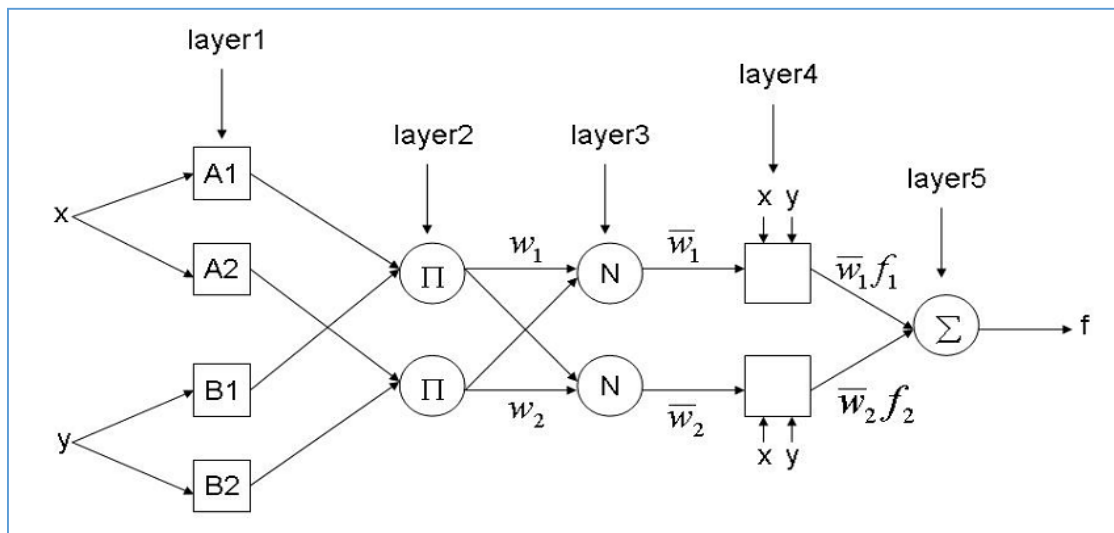 layer1
layer2
layer3
layer4
layer5
x
y
A1
A2
B1
B2
Π
Π
w₁
w₂
N
N
w̅₁
w̅₂
x y
x y
w̅₁f₁
w̅₂f₂
Σ
f